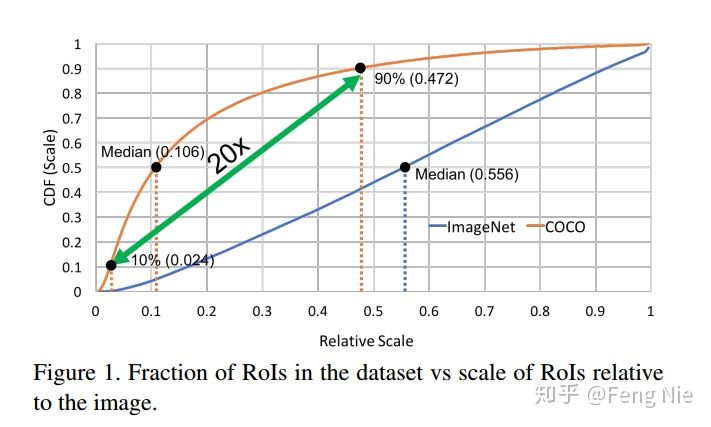 1
0.9
0.8
0.7
0.6
0.5
0.4
0.3
0.2
0.1
0
CDF (Scale)
90% (0.472)
Median (0.106)
20x
Median (0.556)
10% (0.024)
ImageNet COCO
0 0.1 0.2 0.3 0.4 0.5 0.6 0.7 0.8 0.9 1
Relative Scale
Figure 1. Fraction of RoIs in the dataset vs scale of RoIs relative
to the image.
知乎 @Feng Nie